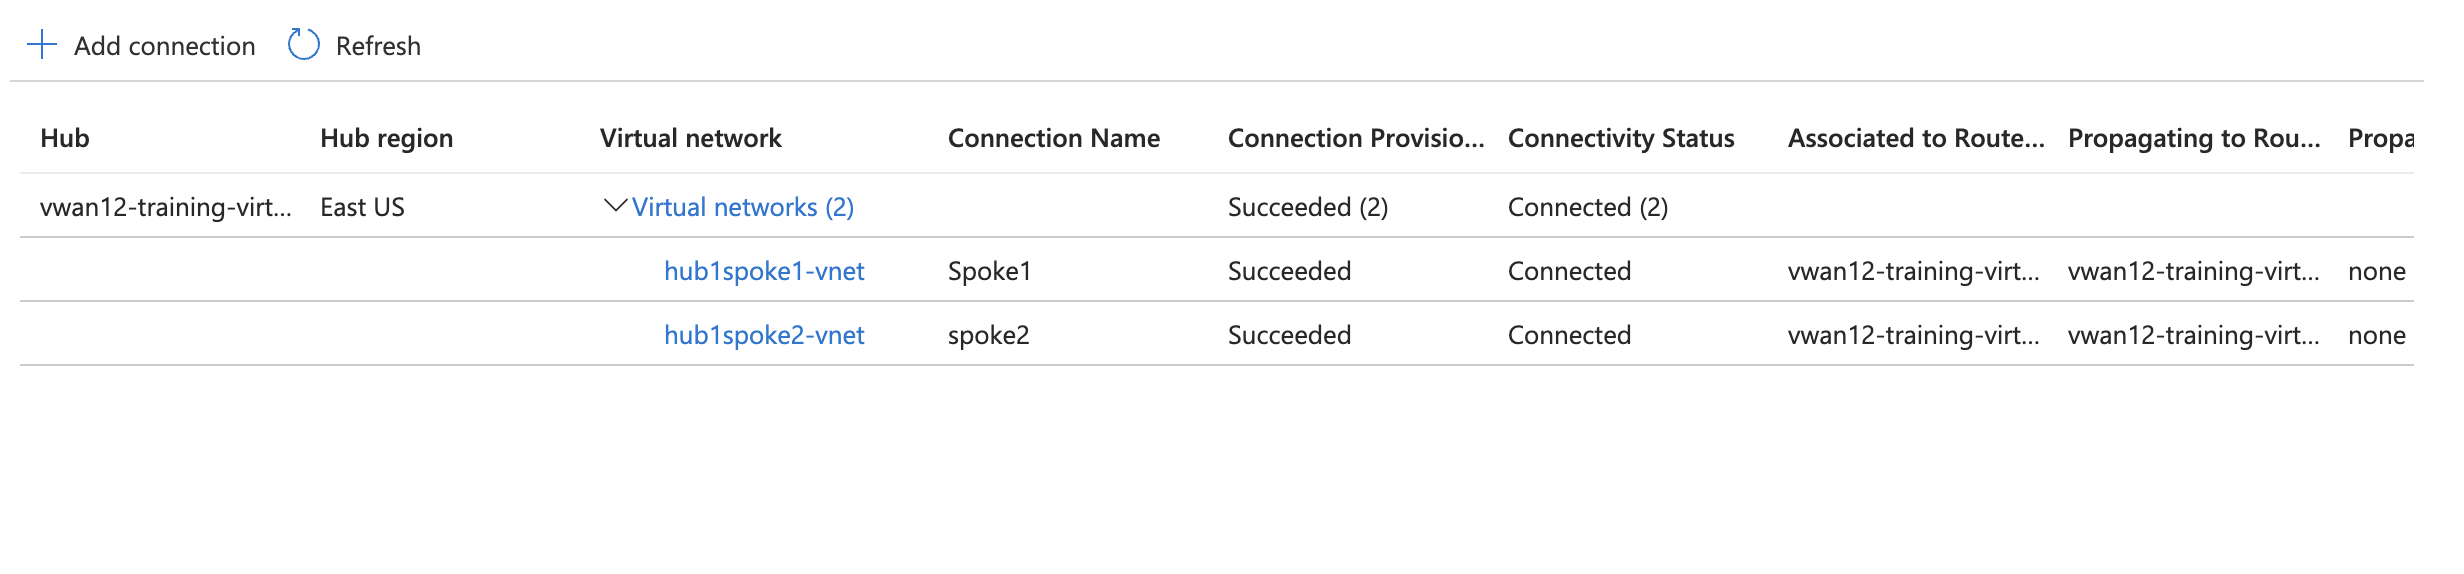 Add connection Refresh
Hub Hub region Virtual network Connection Name Connection Provisio... Connectivity Status Associated to Route... Propagating to Rou... Propa
vwan12-training-virt... East US Virtual networks (2) Succeeded (2) Connected (2)
hub1spoke1-vnet Spoke1 Succeeded Connected vwan12-training-virt... vwan12-training-virt... none
hub1spoke2-vnet spoke2 Succeeded Connected vwan12-training-virt... vwan12-training-virt... none